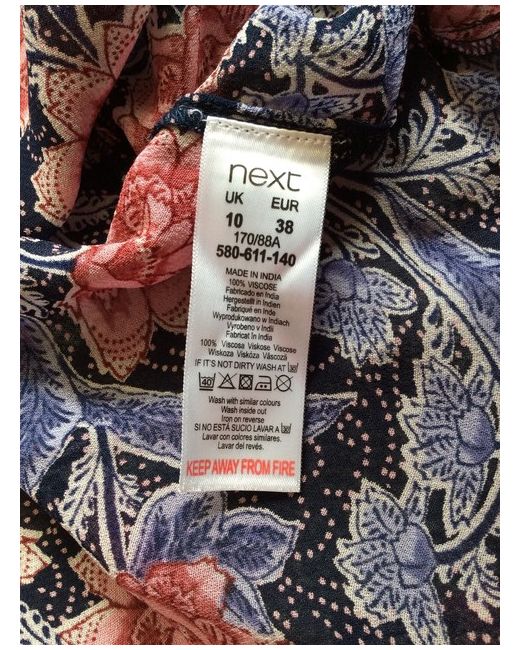 next
UK EUR
10 38
170/88A
580-611-140
MADE IN INDIA
100% VISCOSE
Fabricado en India
Hergestellt in Indien
Fabriqué en Inde
Wyprodukowano w Indiach
Vyrobeno v Indii
Fabricat în India
100% Viscosa Viskose Viscose
Wiskoza Viskóza Vâscoză
IF IT'S NOT DIRTY WASH AT 30
40
Wash with similar colours
Wash inside out
Iron on reverse
SI NO ESTÁ SUCIO LAVAR A 30
Lavar con colores similares.
Lavar del revés.
KEEP AWAY FROM FIRE